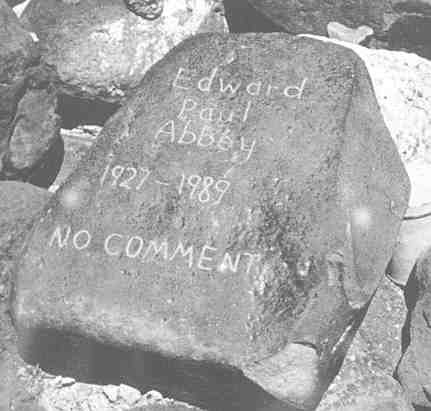 Edward
Paul
Abbey
1927-1989
NO COMMENT